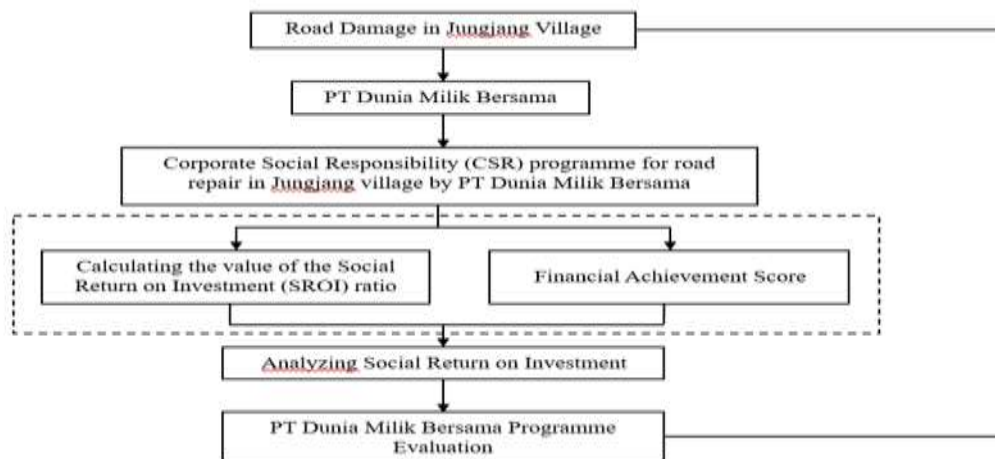 Road Damage in Jungjang Village
PT Dunia Milik Bersama
Corporate Social Responsibility (CSR) programme for road
repair in Jungjang village by PT Dunia Milik Bersama
Calculating the value of the Social
Return on Investment (SROI) ratio
Financial Achievement Score
Analyzing Social Return on Investment
PT Dunia Milik Bersama Programme
Evaluation